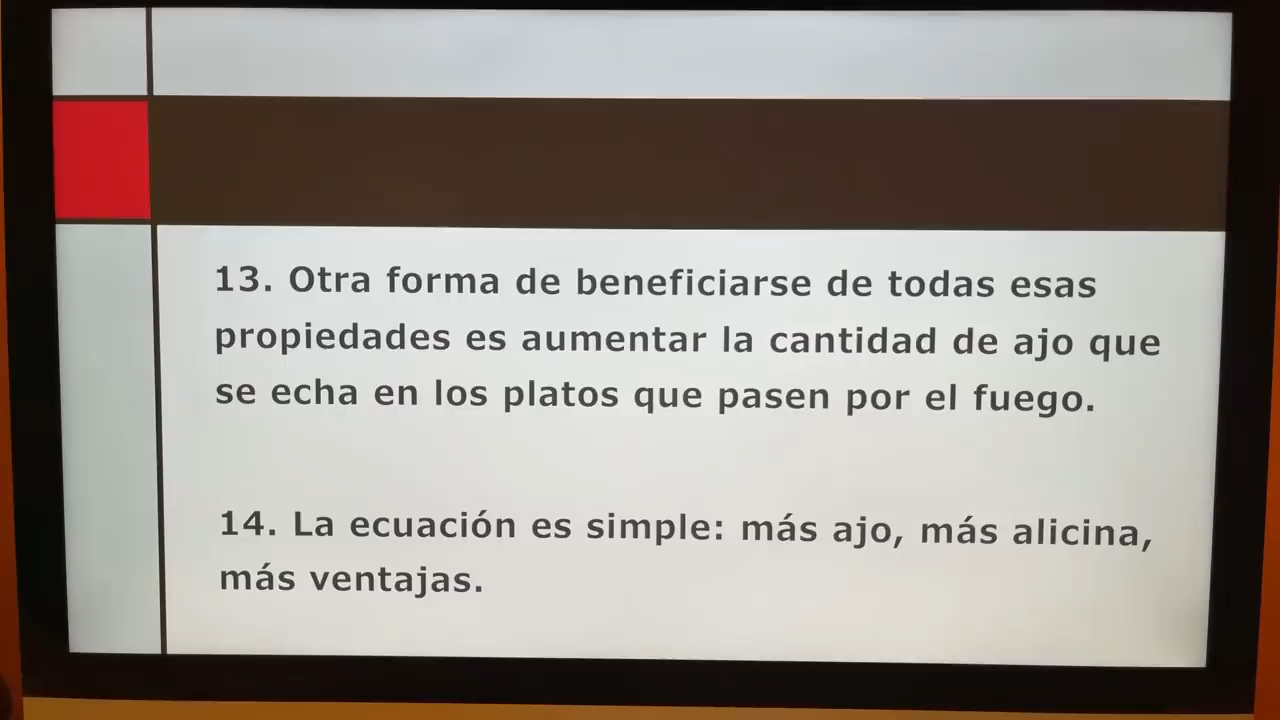 13. Otra forma de beneficiarse de todas esas
propiedades es aumentar la cantidad de ajo que
se echa en los platos que pasen por el fuego.
14. La ecuación es simple: más ajo, más alicina,
más ventajas.